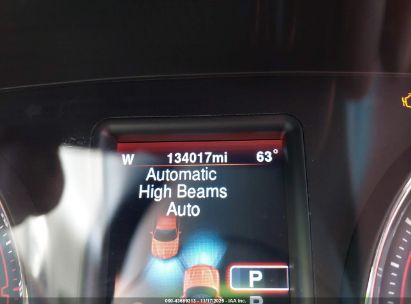 W 134017mi 63°
Automatic
High Beams
Auto
P